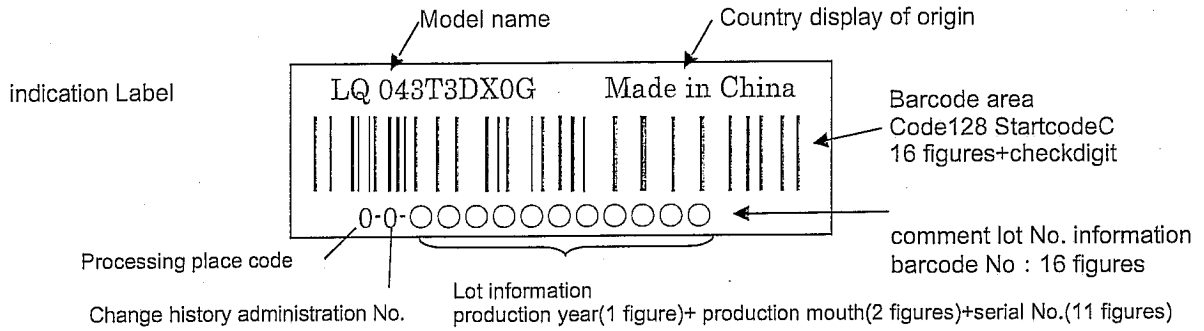 Model name
Country display of origin
indication Label
LQ 043T3DX0G Made in China
Barcode area
Code128 StartcodeC
16 figures+checkdigit
0-0-○○○○○○○○○○○
comment lot No. information
barcode No : 16 figures
Processing place code
Change history administration No.
Lot information
production year(1 figure)+ production mouth(2 figures)+serial No.(11 figures)